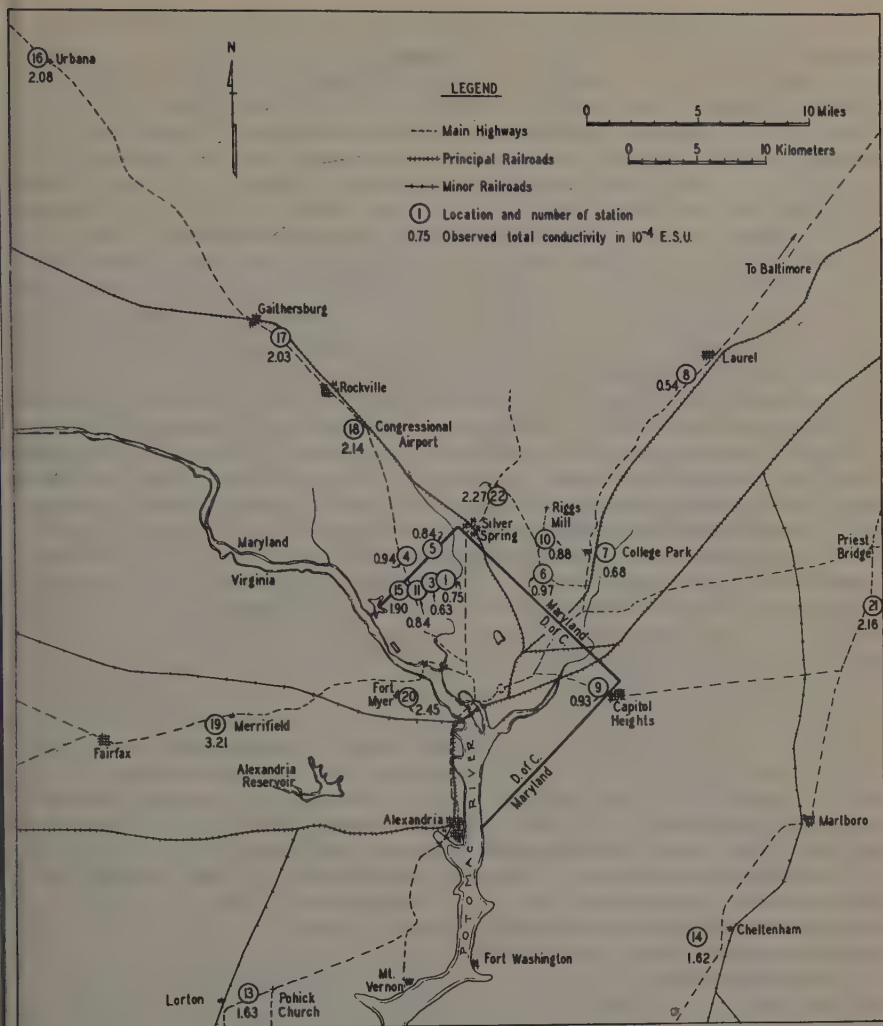 16 Urbana
2.08
N
LEGEND
0 5 10 Miles
Main Highways
0 5 10 Kilometers
Principal Railroads
Minor Railroads
1 Location and number of station
0.75 Observed total conductivity in 10⁻⁴ E.S.U.
To Baltimore
Gaithersburg
17
2.03
Laurel
8
0.54
Rockville
18 Congressional
Airport
2.14
2.27 22
Riggs
Mill
Silver
Spring
10
0.88
7 College Park
0.68
Priest
Bridge
0.84
5
0.94 4
Maryland
Virginia
6
0.97
15 11 3 1
0.75
1.90
0.63
0.84
21
2.16
Maryland
D. of C.
9
0.93
Capitol
Heights
Fort
Myer
20
2.45
19 Merrifield
3.21
Fairfax
Alexandria
Reservoir
D. of C.
Maryland
POTOMAC RIVER
Alexandria
Marlboro
14
1.62
Cheltenham
Fort Washington
Mt.
Vernon
Lorton
13
1.63
Pohick
Church